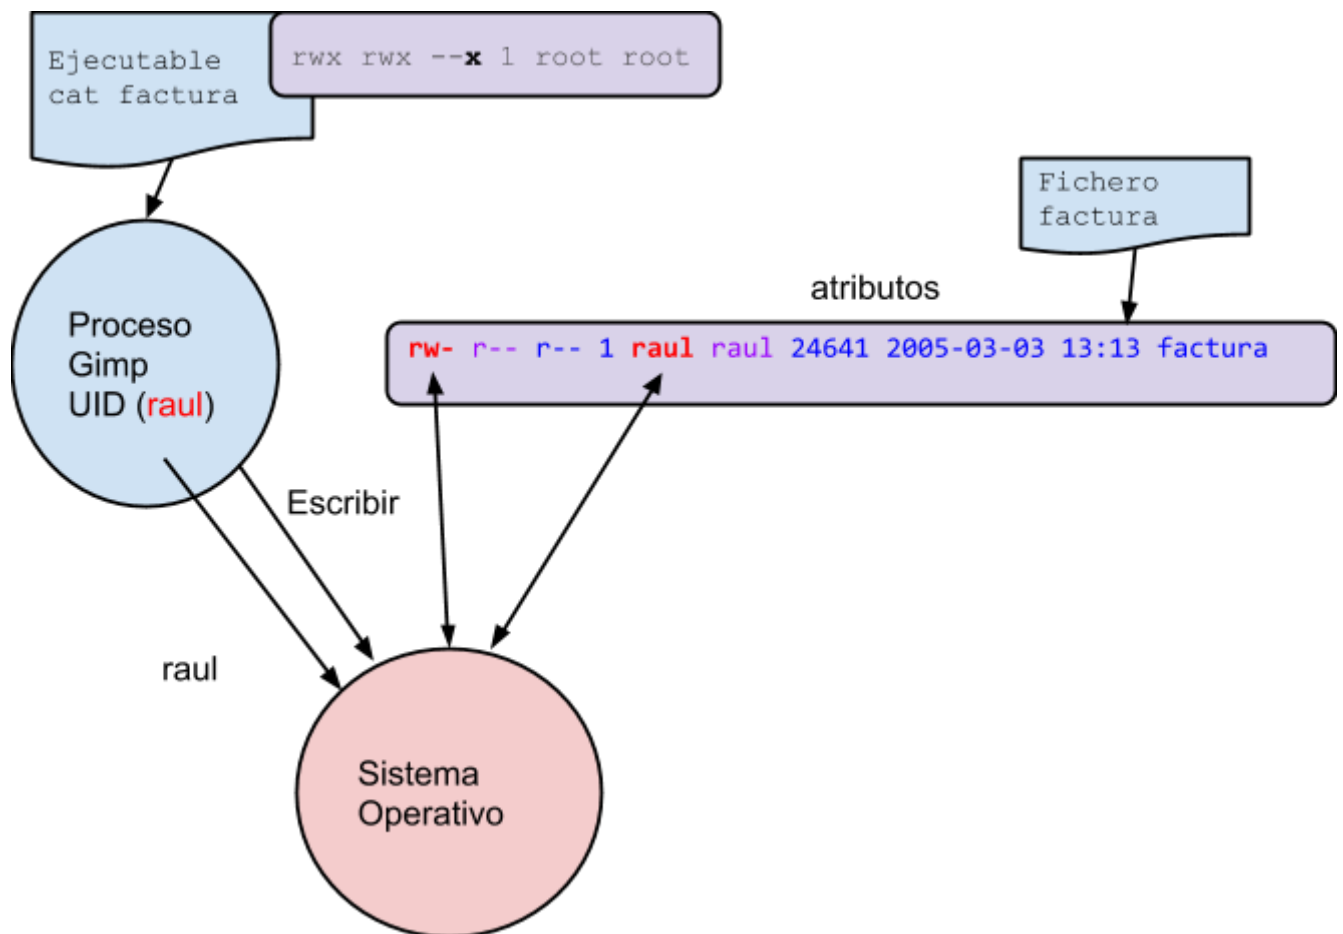 Ejecutable
cat factura
rwx rwx --x 1 root root
Fichero
factura
atributos
rw- r-- r-- 1 raul raul 24641 2005-03-03 13:13 factura
Proceso
Gimp
UID (raul)
Escribir
raul
Sistema
Operativo